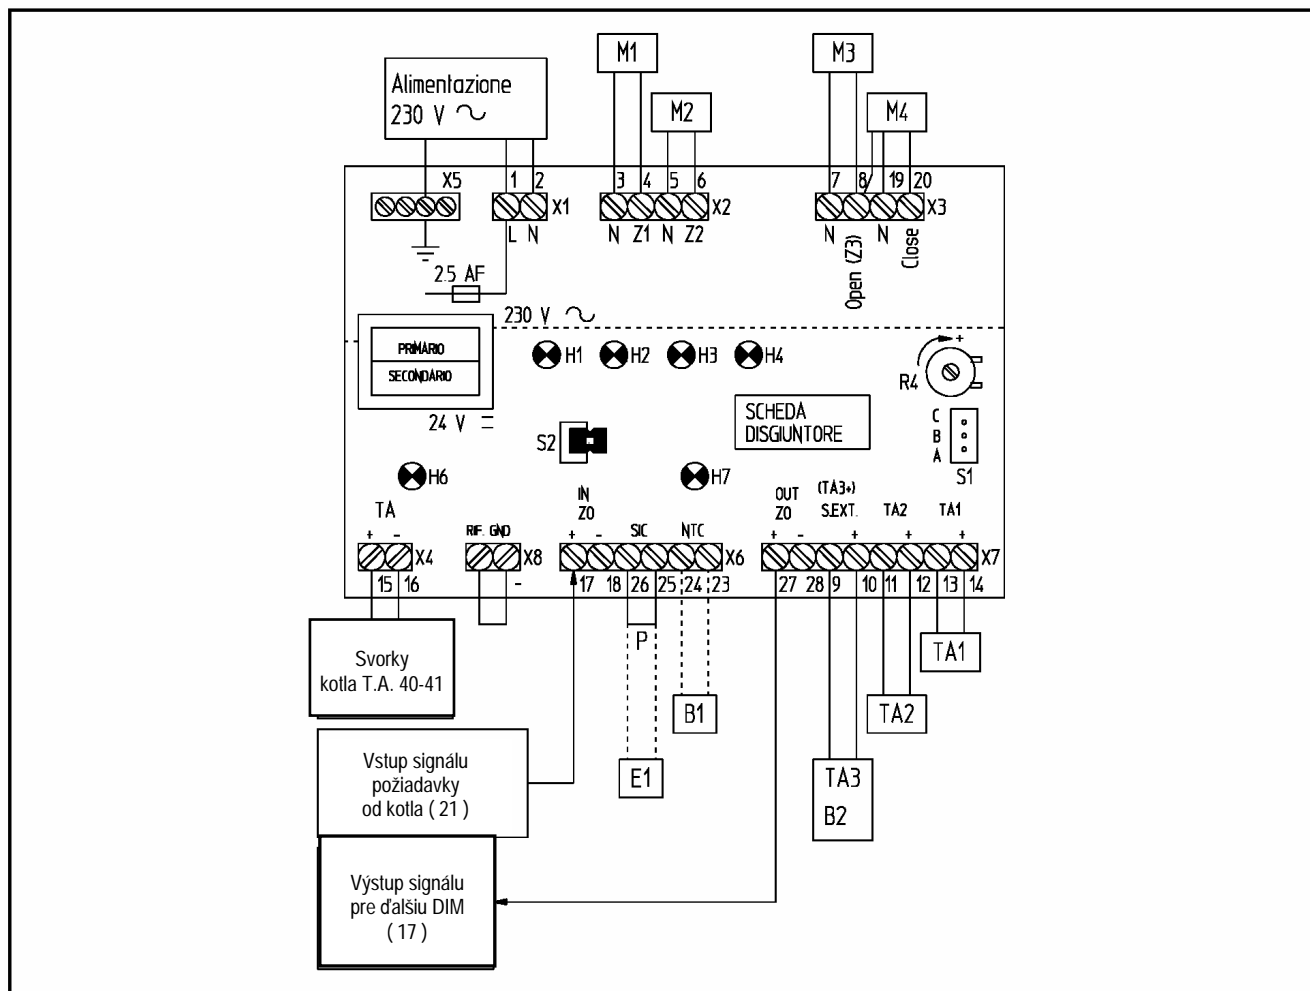 M1
M3
Alimentazione
230 V
M2
M4
X5
1 2
3 4 5 6
7 8 19 20
X1
X2
X3
L N
N Z1 N Z2
N
Open (Z3)
N
Close
2.5 AF
230 V
PRIMÁRIO
SECONDÁRIO
H1
H2
H3
H4
+
R4
24 V
S2
SCHEDA
DISGIUNTORE
C
B
A
S1
H6
H7
TA
IN
Z0
SIC
NTC
OUT
Z0
(TA3+)
S.EXT.
TA2
TA1
RIF. GND
+ -
+ -
+ - + + +
X4
X8
X6
X7
15 16
-
17 18 26 25 24 23
27 28 9 10 11 12 13 14
P
TA1
Svorky
kotla T.A. 40-41
B1
TA2
Vstup signálu
požiadavky
od kotla ( 21 )
E1
TA3
B2
Výstup signálu
pre ďalšiu DIM
( 17 )